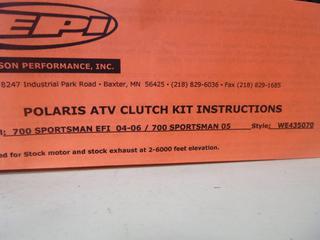 EPI
SON PERFORMANCE, INC.
8247 Industrial Park Road • Baxter, MN 56425 • (218) 829-6036 • Fax (218) 829-1685
POLARIS ATV CLUTCH KIT INSTRUCTIONS
: 700 SPORTSMAN EFI 04-06 / 700 SPORTSMAN 05 Style: WE435070
ed for Stock motor and stock exhaust at 2-6000 feet elevation.